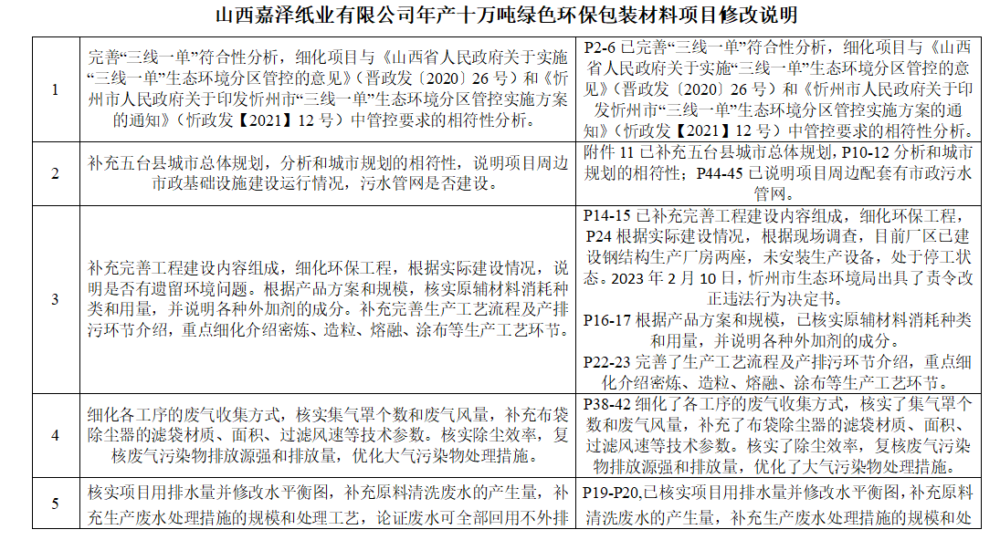 山西嘉泽纸业有限公司年产十万吨绿色环保包装材料项目修改说明
1
完善“三线一单”符合性分析，细化项目与《山西省人民政府关于实施
“三线一单”生态环境分区管控的意见》（晋政发〔2020〕26 号）和《忻
州市人民政府关于印发忻州市“三线一单”生态环境分区管控实施方案
的通知》（忻政发【2021】12 号）中管控要求的相符性分析。
P2-6 已完善“三线一单”符合性分析，细化项目与《山西
省人民政府关于实施“三线一单”生态环境分区管控的意
见》（晋政发〔2020〕26 号）和《忻州市人民政府关于印
发忻州市“三线一单”生态环境分区管控实施方案的通
知》（忻政发【2021】12 号）中管控要求的相符性分析。
2
补充五台县城市总体规划，分析和城市规划的相符性，说明项目周边
市政基础设施建设运行情况，污水管网是否建设。
附件 11 已补充五台县城市总体规划，P10-12 分析和城市
规划的相符性；P44-45 已说明项目周边配套有市政污水
管网。
3
补充完善工程建设内容组成，细化环保工程，根据实际建设情况，说
明是否有遗留环境问题。根据产品方案和规模，核实原辅材料消耗种
类和用量，并说明各种外加剂的成分。补充完善生产工艺流程及产排
污环节介绍，重点细化介绍密炼、造粒、熔融、涂布等生产工艺环节。
P14-15 已补充完善工程建设内容组成，细化环保工程，
P24 根据实际建设情况，根据现场调查，目前厂区已建
设钢结构生产厂房两座，未安装生产设备，处于停工状
态。2023 年 2 月 10 日，忻州市生态环境局出具了责令改
正违法行为决定书。
P16-17 根据产品方案和规模，已核实原辅材料消耗种类
和用量，并说明各种外加剂的成分。
P22-23 完善了生产工艺流程及产排污环节介绍，重点细
化介绍密炼、造粒、熔融、涂布等生产工艺环节。
4
细化各工序的废气收集方式，核实集气罩个数和废气风量，补充布袋
除尘器的滤袋材质、面积、过滤风速等技术参数。核实除尘效率，复
核废气污染物排放源强和排放量，优化大气污染物处理措施。
P38-42 细化了各工序的废气收集方式，核实了集气罩个
数和废气风量，补充了布袋除尘器的滤袋材质、面积、
过滤风速等技术参数。核实了除尘效率，复核废气污染
物排放源强和排放量，优化了大气污染物处理措施。
5
核实项目用排水量并修改水平衡图，补充原料清洗废水的产生量，补
充生产废水处理措施的规模和处理工艺，论证废水可全部回用不外排
P19-P20,已核实项目用排水量并修改水平衡图，补充原料
清洗废水的产生量，补充生产废水处理措施的规模和处